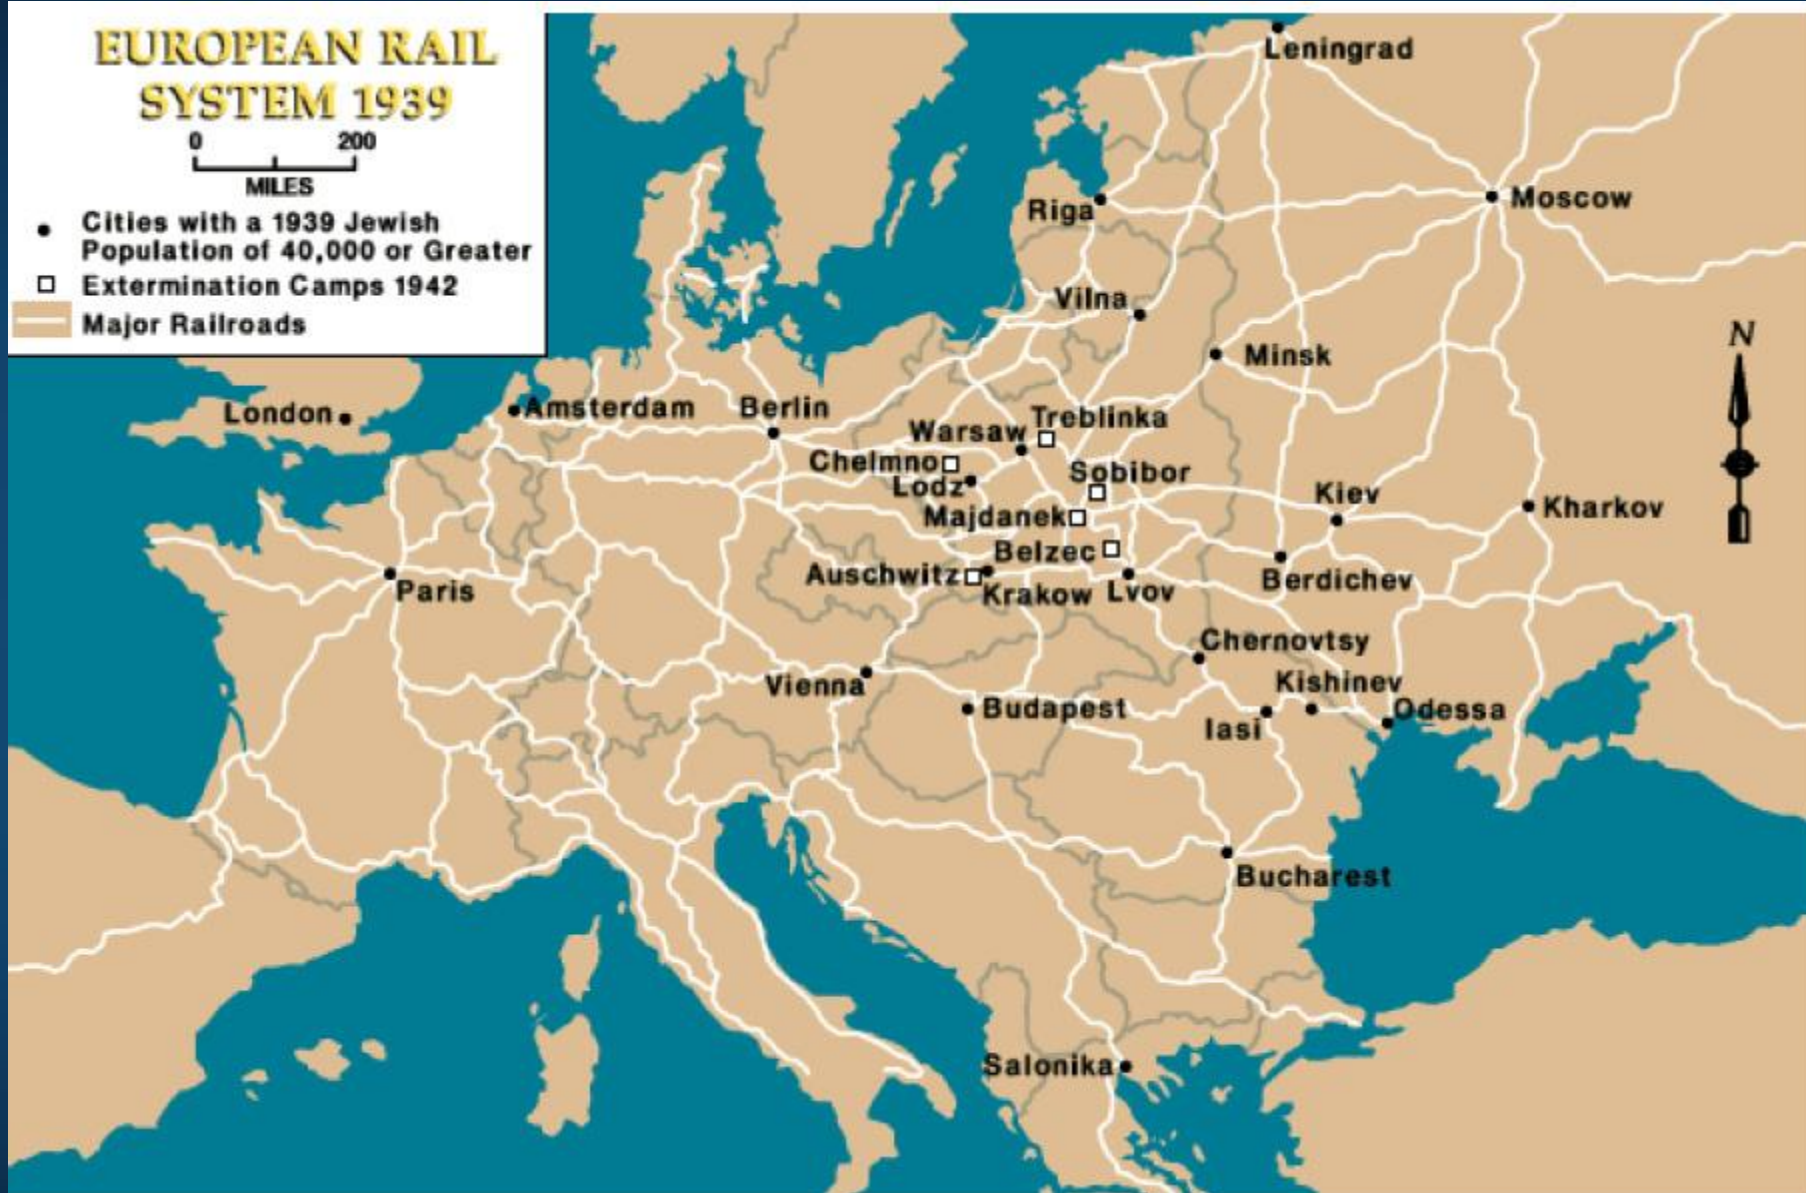 EUROPEAN RAIL
SYSTEM 1939
0 200
MILES
Cities with a 1939 Jewish
Population of 40,000 or Greater
Extermination Camps 1942
Major Railroads
Leningrad
Moscow
Riga
Vilna
N
Minsk
London
Amsterdam
Berlin
Treblinka
Warsaw
Chelmno
Sobibor
Lodz
Kiev
Kharkov
Majdanek
Belzec
Auschwitz
Berdichev
Paris
Krakow
Lvov
Chernovtsy
Vienna
Kishinev
Budapest
Odessa
Iasi
Bucharest
Salonika